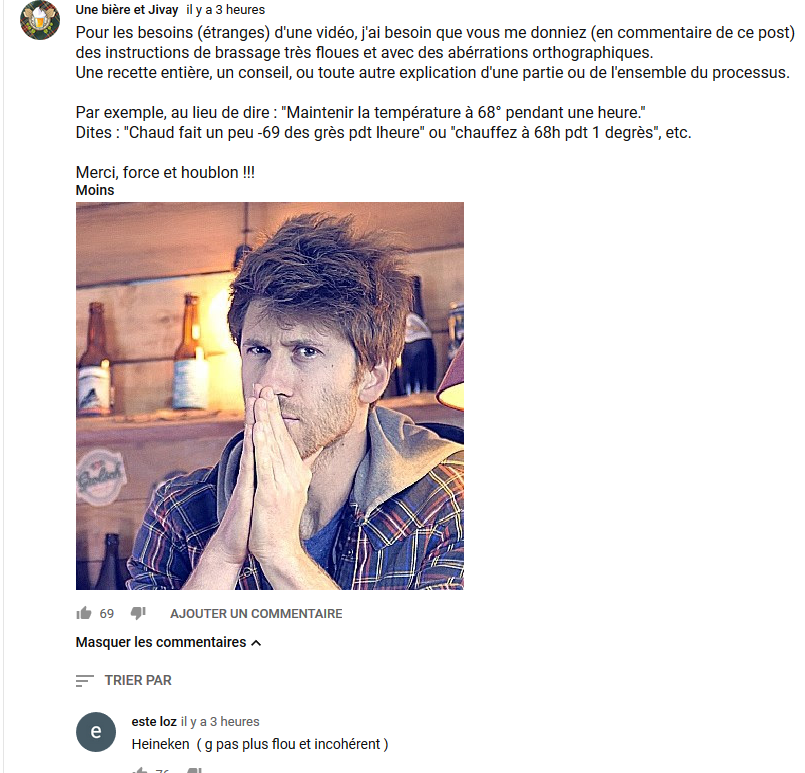 Une bière et Jivay il y a 3 heures
Pour les besoins (étranges) d'une vidéo, j'ai besoin que vous me donniez (en commentaire de ce post)
des instructions de brassage très floues et avec des abérrations orthographiques.
Une recette entière, un conseil, ou toute autre explication d'une partie ou de l'ensemble du processus.
Par exemple, au lieu de dire : "Maintenir la température à 68° pendant une heure."
Dites : "Chaud fait un peu -69 des grès pdt lheure" ou "chauffez à 68h pdt 1 degrès", etc.
Merci, force et houblon !!!
Moins
Grolsch
69 AJOUTER UN COMMENTAIRE
Masquer les commentaires
TRIER PAR
e
este loz il y a 3 heures
Heineken ( g pas plus flou et incohérent )